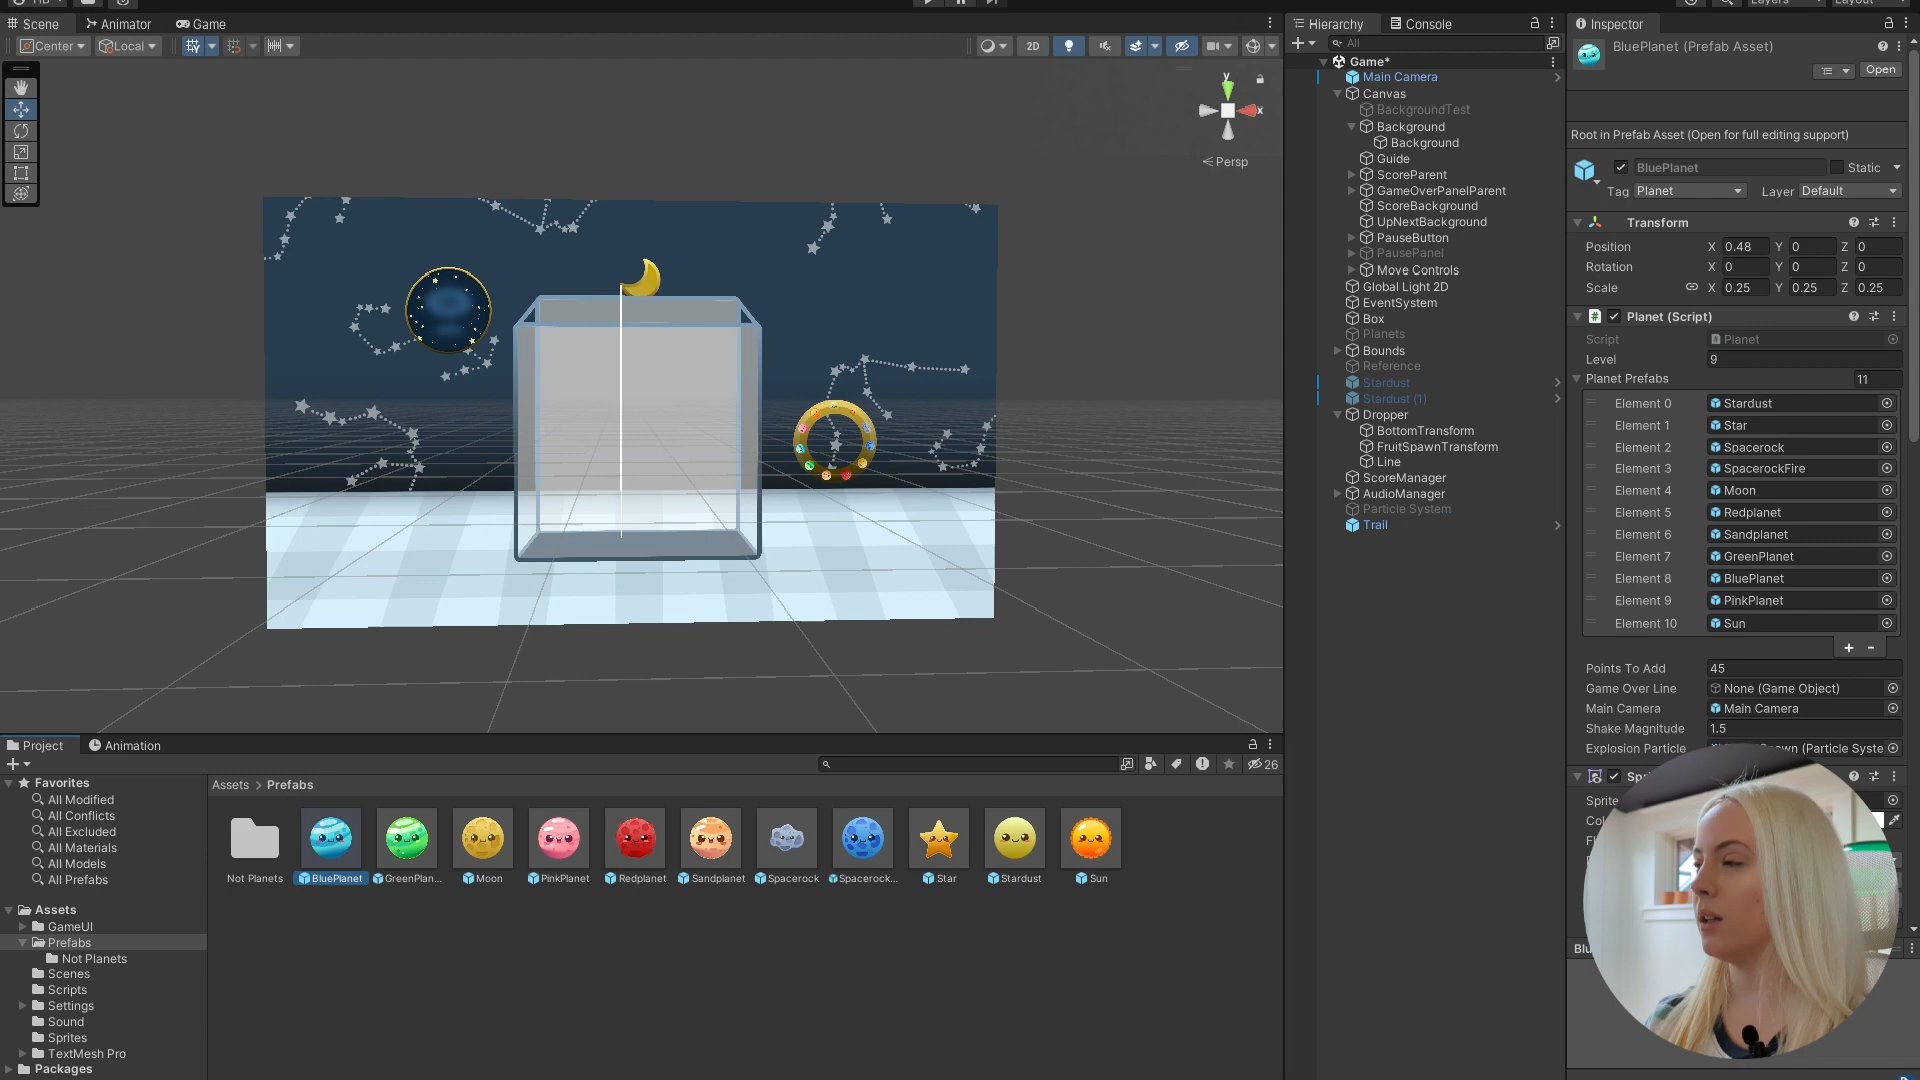 Scene
Animator
Game
Center
Local
2D
y
x
Persp
Hierarchy
Console
All
Game*
Main Camera
Canvas
BackgroundTest
Background
Background
Guide
ScoreParent
GameOverPanelParent
ScoreBackground
UpNextBackground
PauseButton
PausePanel
Move Controls
Global Light 2D
EventSystem
Box
Planets
Bounds
Reference
Stardust
Stardust (1)
Dropper
BottomTransform
FruitSpawnTransform
Line
ScoreManager
AudioManager
Particle System
Trail
Layers
Layout
Inspector
BluePlanet (Prefab Asset)
Open
Root in Prefab Asset (Open for full editing support)
BluePlanet
Static
Tag Planet
Layer Default
Transform
Position X 0.48 Y 0 Z 0
Rotation X 0 Y 0 Z 0
Scale X 0.25 Y 0.25 Z 0.25
# Planet (Script)
Script Planet
Level 9
Planet Prefabs 11
Element 0 Stardust
Element 1 Star
Element 2 Spacerock
Element 3 SpacerockFire
Element 4 Moon
Element 5 Redplanet
Element 6 Sandplanet
Element 7 GreenPlanet
Element 8 BluePlanet
Element 9 PinkPlanet
Element 10 Sun
+ -
Points To Add 45
Game Over Line None (Game Object)
Main Camera Main Camera
Shake Magnitude 1.5
Explosion Particle (Particle Syste
Sprite
Project
Animation
26
Favorites
All Modified
All Conflicts
All Excluded
All Materials
All Models
All Prefabs
Assets
GameUI
Prefabs
Not Planets
Scenes
Scripts
Settings
Sound
Sprites
TextMesh Pro
Packages
Assets > Prefabs
Not Planets
BluePlanet
GreenPlan...
Moon
PinkPlanet
Redplanet
Sandplanet
Spacerock
Spacerock...
Star
Stardust
Sun